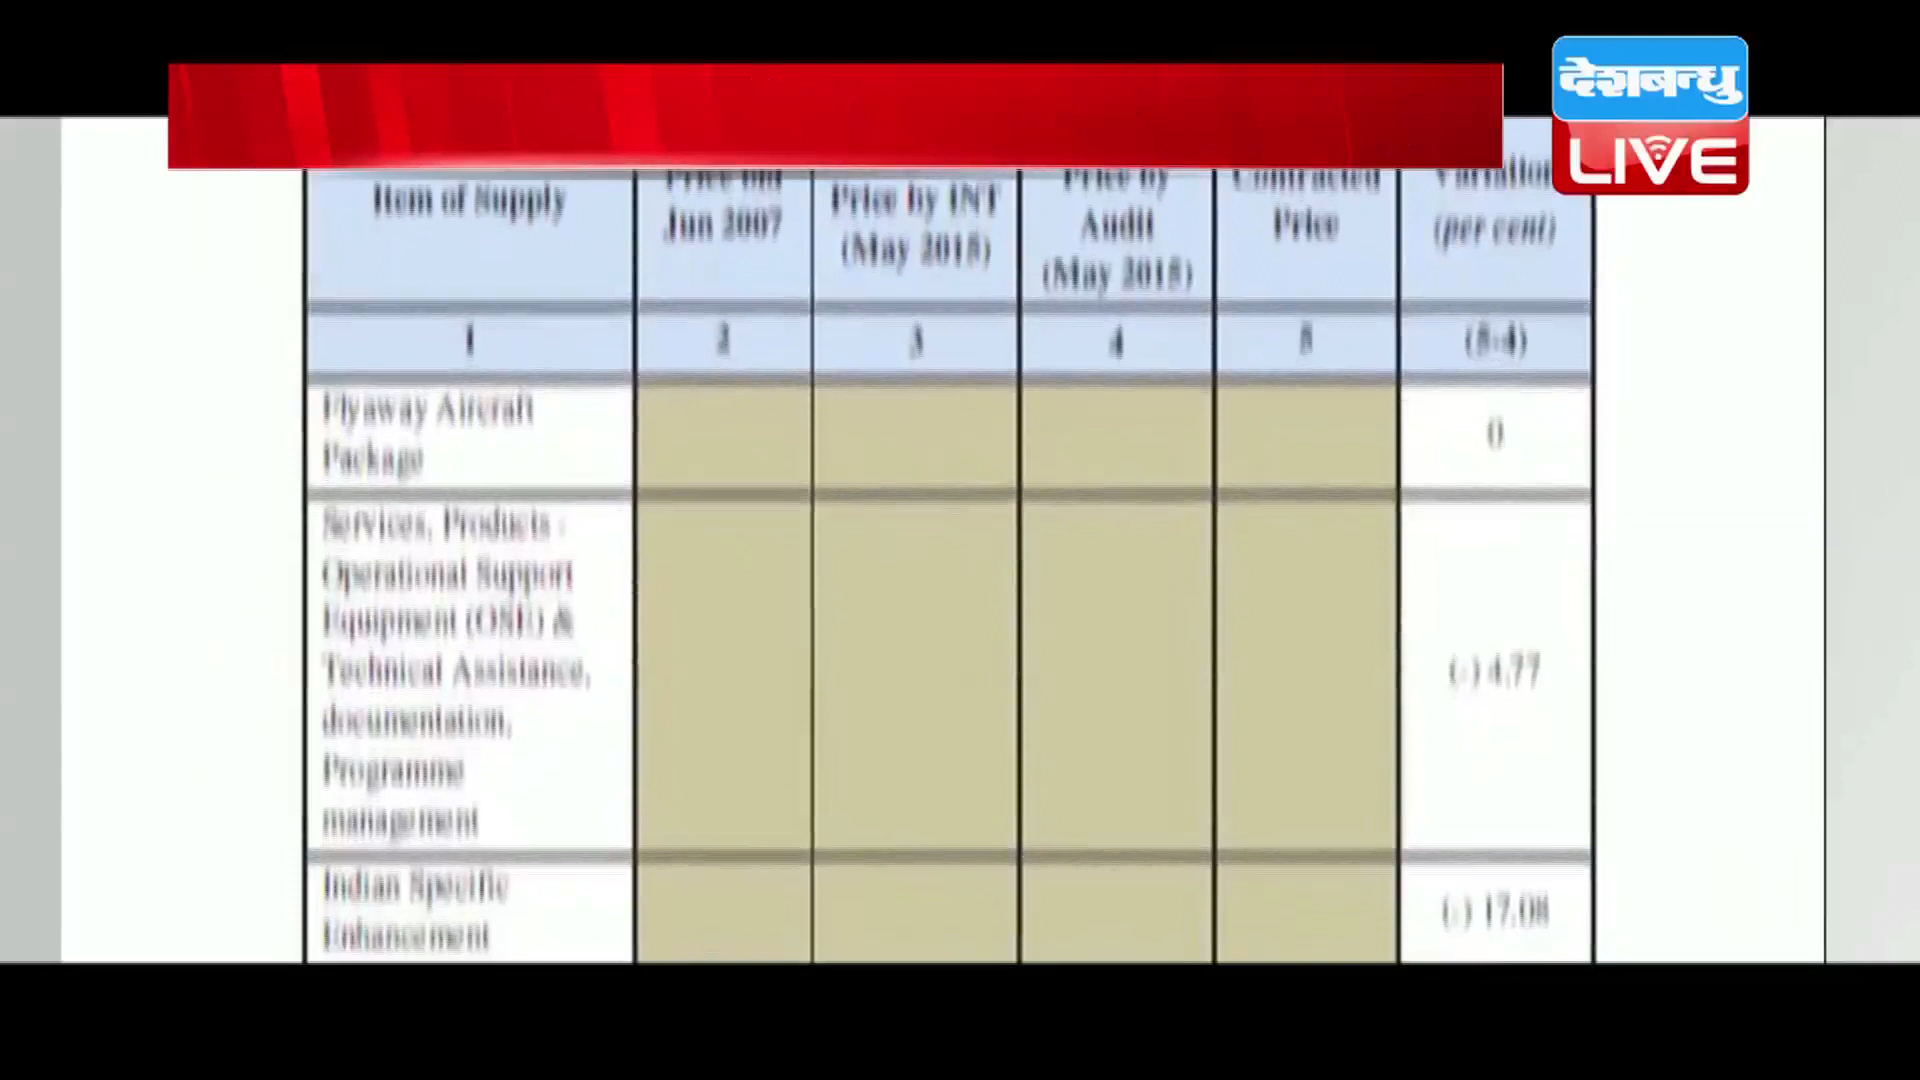 देशबन्धु
LIVE
Item of Supply
Price bid
Jun 2007
Price by INT
(May 2015)
Price by
Audit
(May 2015)
Contracted
Price
Variation
(per cent)
1
2
3
4
5
(5-4)
Flyaway Aircraft
Package
0
Services, Products -
Operational Support
Equipment (OSE) &
Technical Assistance,
documentation,
Programme
management
(-) 4.77
Indian Specific
Enhancement
(-) 17.08